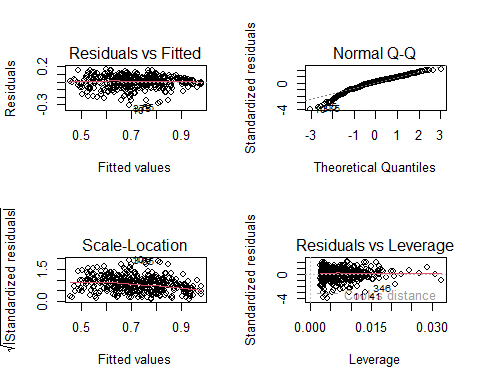 Residuals vs Fitted
Residuals
-0.3 0.2
0.5 0.7 0.9
Fitted values
Normal Q-Q
Standardized residuals
-4 0
-3 -2 -1 0 1 2 3
Theoretical Quantiles
Scale-Location
√|Standardized residuals|
0.0 1.5
0.5 0.7 0.9
Fitted values
Residuals vs Leverage
Standardized residuals
-4 0
Cook's distance
346
0.000 0.015 0.030
Leverage